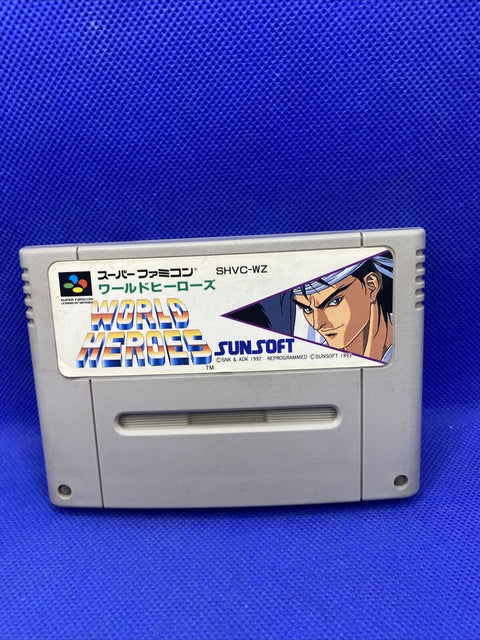 スーパーファミコン® SHVC-WZ
SUPER FAMICOM
ワールドヒーローズ
WORLD
HEROES
TM
SUNSOFT
©SNK & ADK 1992 REPROGRAMMED ©SUNSOFT 1993